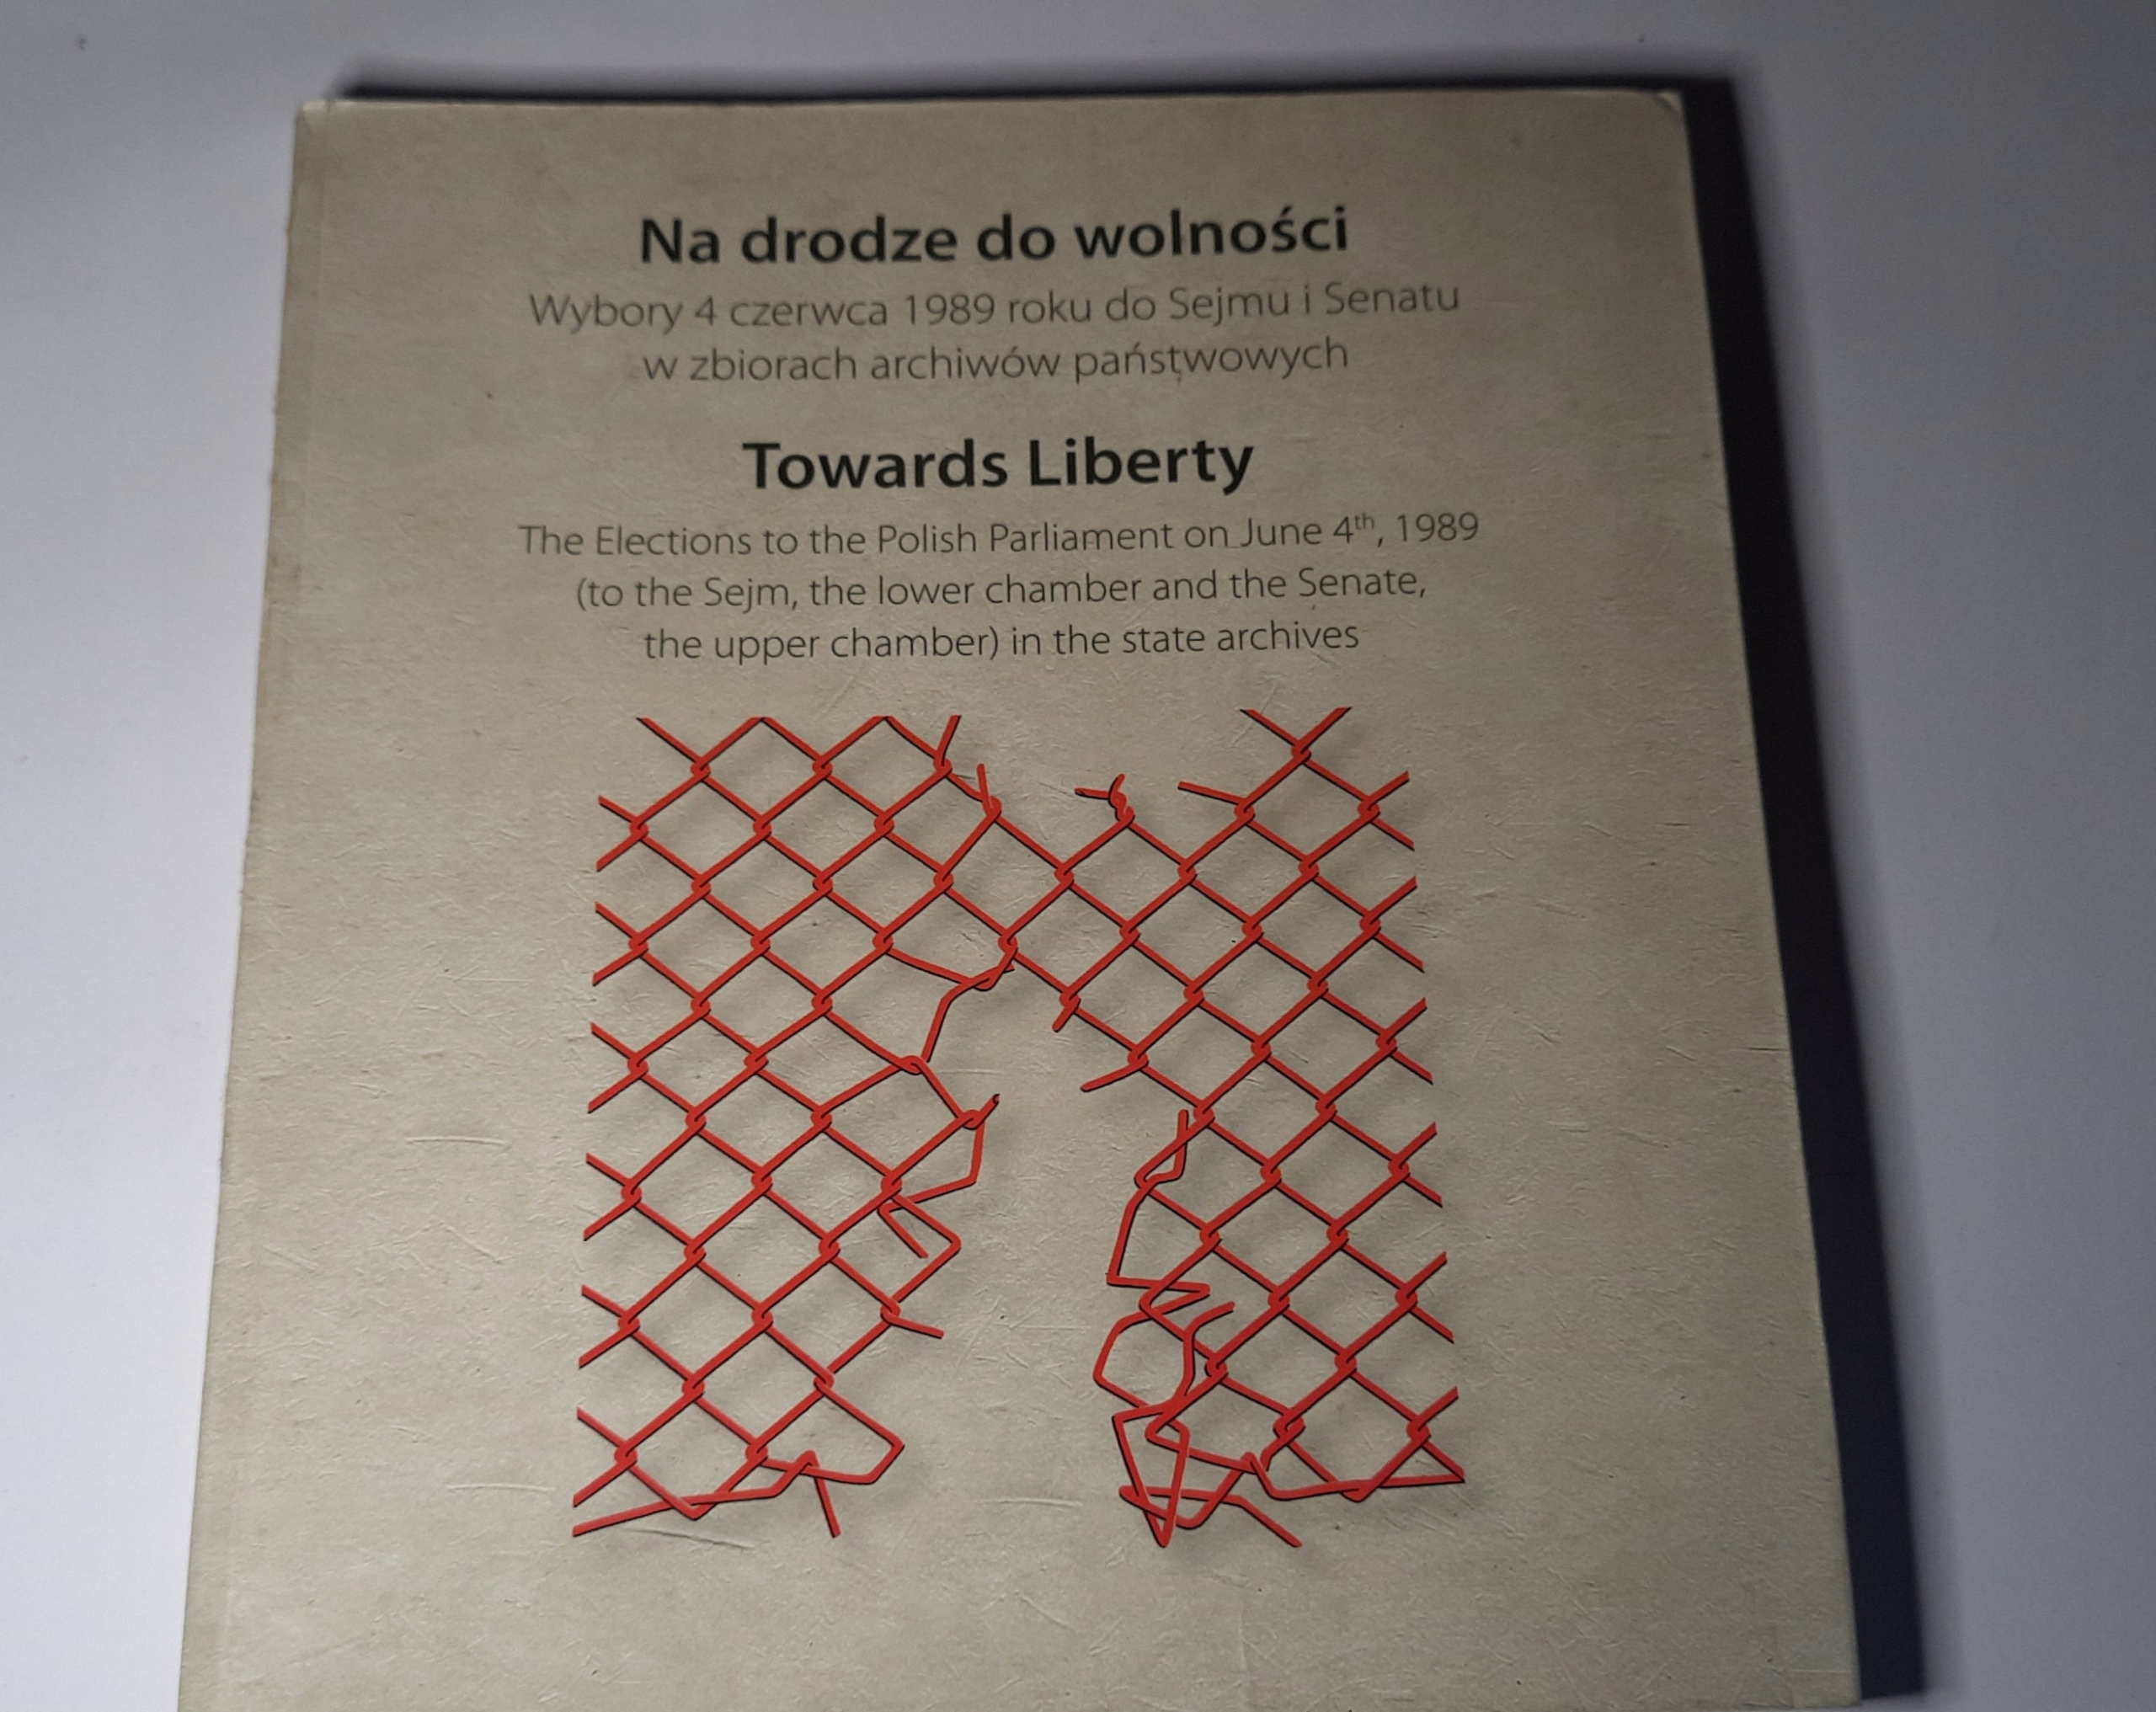 Na drodze do wolności
Wybory 4 czerwca 1989 roku do Sejmu i Senatu
w zbiorach archiwów państwowych
Towards Liberty
The Elections to the Polish Parliament on June 4th, 1989
(to the Sejm, the lower chamber and the Senate,
the upper chamber) in the state archives